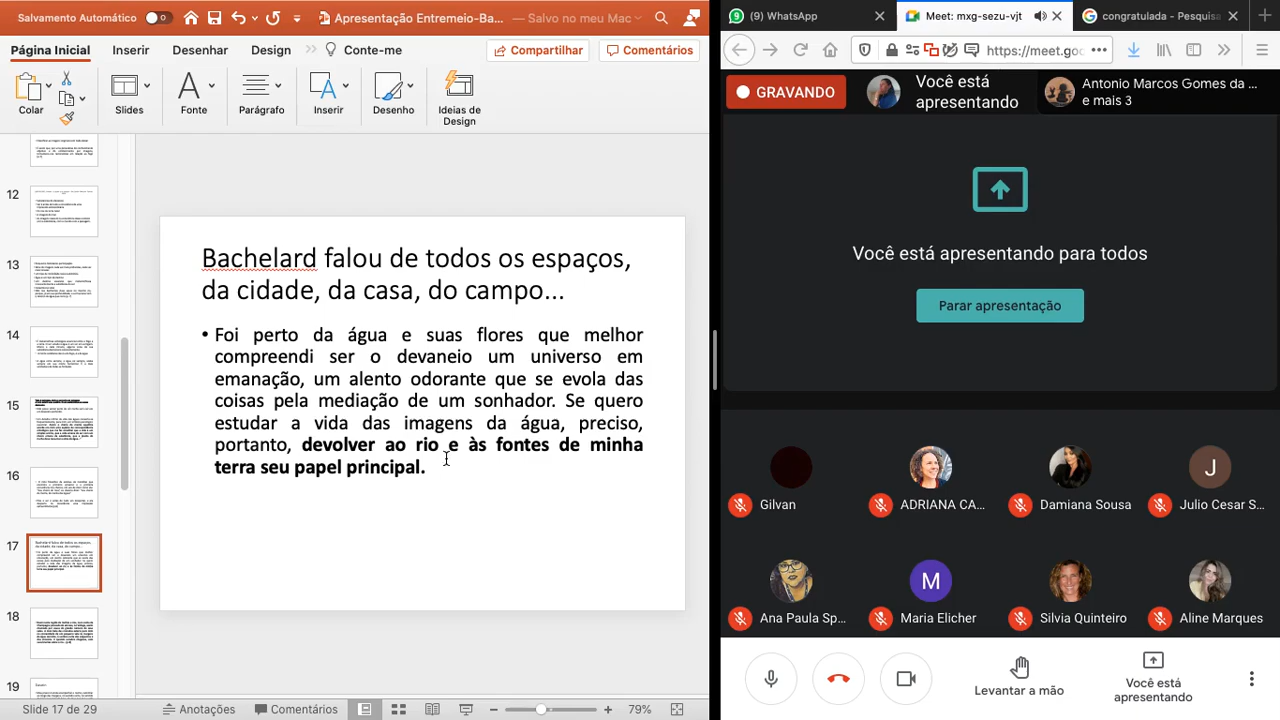 Salvamento Automático
Apresentação Entremeio-Ba...
— Salvo no meu Mac
Página Inicial
Inserir
Desenhar
Design
Conte-me
Compartilhar
Comentários
Colar
Slides
Fonte
Parágrafo
Inserir
Desenho
Ideias de
Design
12
13
14
15
16
17
18
19
Bachelard falou de todos os espaços,
da cidade, da casa, do campo...
• Foi perto da água e suas flores que melhor
compreendi ser o devaneio um universo em
emanação, um alento odorante que se evola das
coisas pela mediação de um sonhador. Se quero
estudar a vida das imagens da água, preciso,
portanto, devolver ao rio e às fontes de minha
terra seu papel principal.
Slide 17 de 29
Anotações
Comentários
79%
(9) WhatsApp
Meet: mxg-sezu-vjt
congratulada - Pesquisa
https://meet.goo
GRAVANDO
Você está
apresentando
Antonio Marcos Gomes da ...
e mais 3
Você está apresentando para todos
Parar apresentação
Gilvan
ADRIANA CA...
Damiana Sousa
J
Julio Cesar S...
Ana Paula Sp...
M
Maria Elicher
Silvia Quinteiro
Aline Marques
Levantar a mão
Você está
apresentando